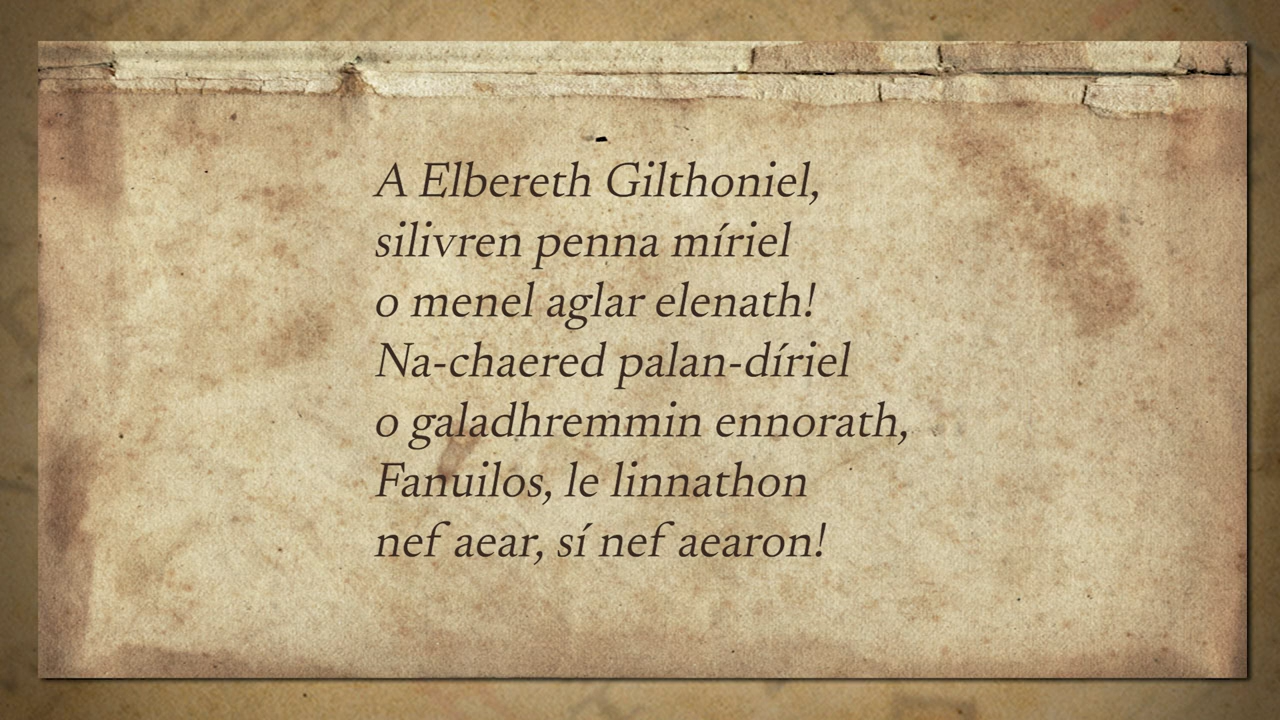 A Elbereth Gilthoniel,
silivren penna míriel
o menel aglar elenath!
Na-chaered palan-díriel
o galadhremmin ennorath,
Fanuilos, le linnathon
nef aear, sí nef aearon!